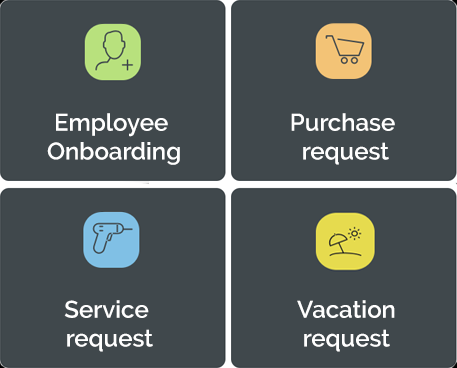 Employee
Onboarding
Purchase
request
Service
request
Vacation
request